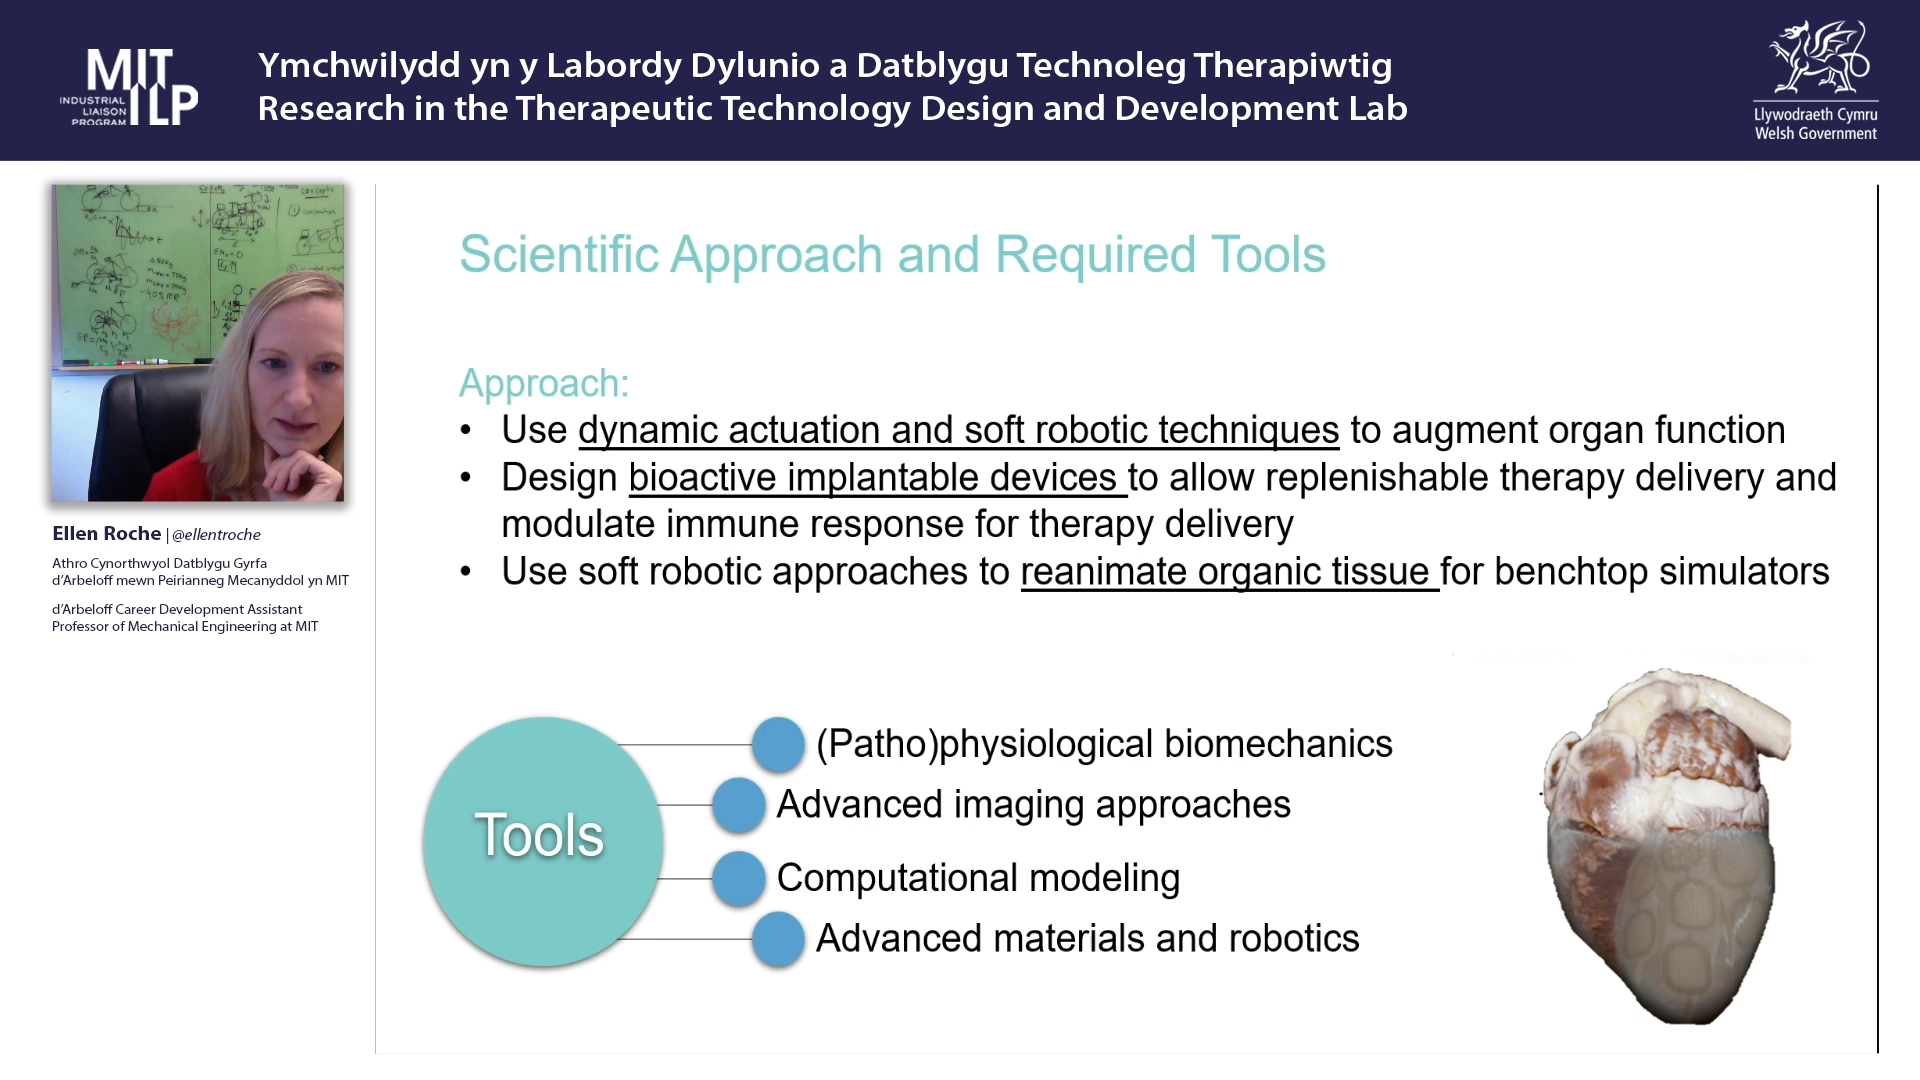 MIT
ILP
INDUSTRIAL
LIAISON
PROGRAM
Ymchwilydd yn y Labordy Dylunio a Datblygu Technoleg Therapiwtig
Research in the Therapeutic Technology Design and Development Lab
Llywodraeth Cymru
Welsh Government
Ellen Roche | @ellentroche
Athro Cynorthwyol Datblygu Gyrfa
d’Arbeloff mewn Peirianneg Mecanyddol yn MIT
d’Arbeloff Career Development Assistant
Professor of Mechanical Engineering at MIT
Scientific Approach and Required Tools
Approach:
• Use dynamic actuation and soft robotic techniques to augment organ function
• Design bioactive implantable devices to allow replenishable therapy delivery and
modulate immune response for therapy delivery
• Use soft robotic approaches to reanimate organic tissue for benchtop simulators
Tools
(Patho)physiological biomechanics
Advanced imaging approaches
Computational modeling
Advanced materials and robotics